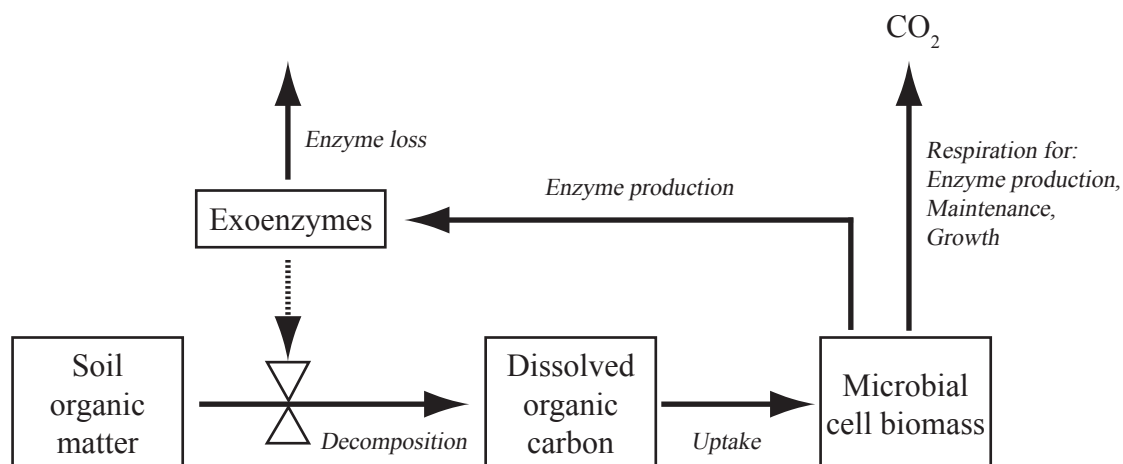 CO2
Enzyme loss
Respiration for:
Enzyme production,
Maintenance,
Growth
Enzyme production
Exoenzymes
Soil
organic
matter
Decomposition
Dissolved
organic
carbon
Uptake
Microbial
cell biomass